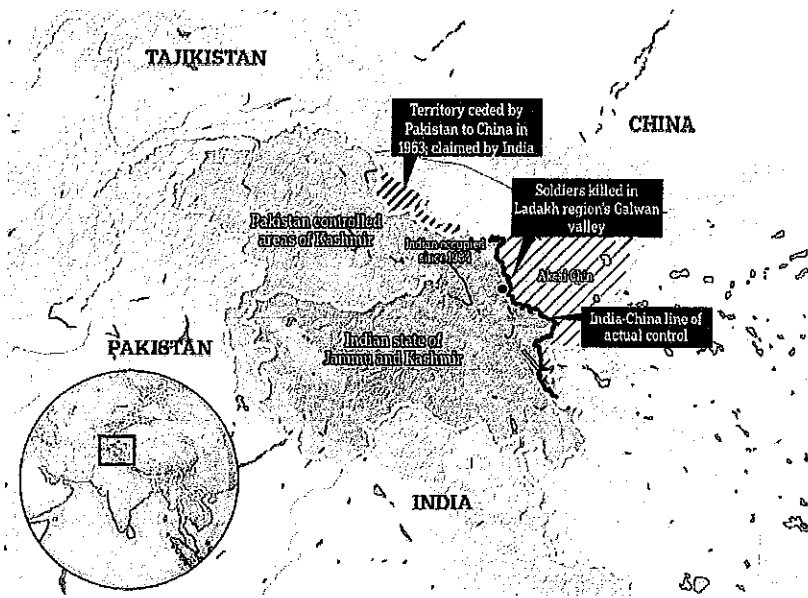 TAJIKISTAN
Territory ceded by
Pakistan to China in
1963; claimed by India
CHINA
Soldiers killed in
Ladakh region's Galwan
valley
Pakistan controlled
areas of Kashmir
Indian occupied
since 1984
Aksai Chin
India-China line of
actual control
Indian state of
Jammu and Kashmir
PAKISTAN
INDIA